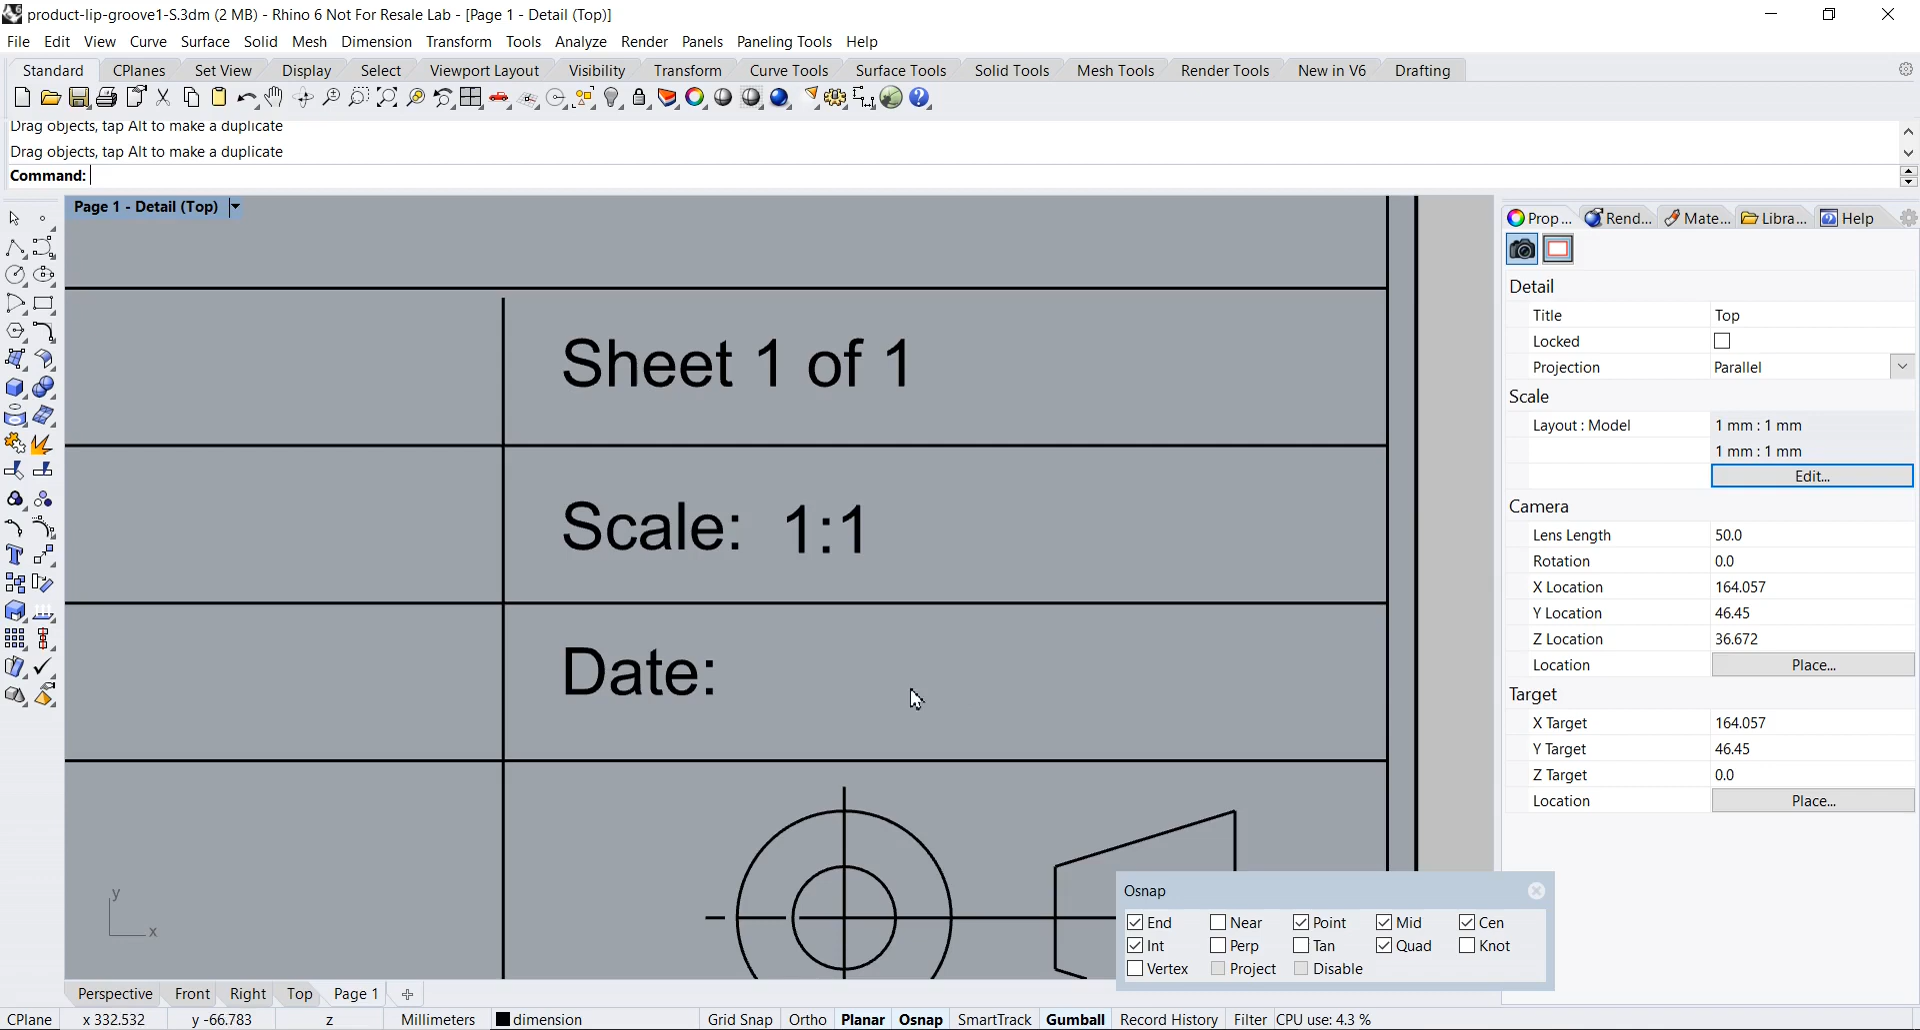 product-lip-groove1-S.3dm (2 MB) - Rhino 6 Not For Resale Lab - [Page 1 - Detail (Top)]
File Edit View Curve Surface Solid Mesh Dimension Transform Tools Analyze Render Panels Paneling Tools Help
Standard CPlanes Set View Display Select Viewport Layout Visibility Transform Curve Tools Surface Tools Solid Tools Mesh Tools Render Tools New in V6 Drafting
Drag objects, tap Alt to make a duplicate
Drag objects, tap Alt to make a duplicate
Command:
Page 1 - Detail (Top)
Sheet 1 of 1
Scale: 1:1
Date:
y
x
Prop ... Rend... Mate... Libra... Help
Detail
Title Top
Locked
Projection Parallel
Scale
Layout : Model 1 mm : 1 mm
1 mm : 1 mm
Edit...
Camera
Lens Length 50.0
Rotation 0.0
X Location 164.057
Y Location 46.45
Z Location 36.672
Location Place...
Target
X Target 164.057
Y Target 46.45
Z Target 0.0
Location Place...
Osnap
End Near Point Mid Cen
Int Perp Tan Quad Knot
Vertex Project Disable
Perspective Front Right Top Page 1
CPlane x 332.532 y -66.783 z Millimeters dimension Grid Snap Ortho Planar Osnap SmartTrack Gumball Record History Filter CPU use: 4.3 %